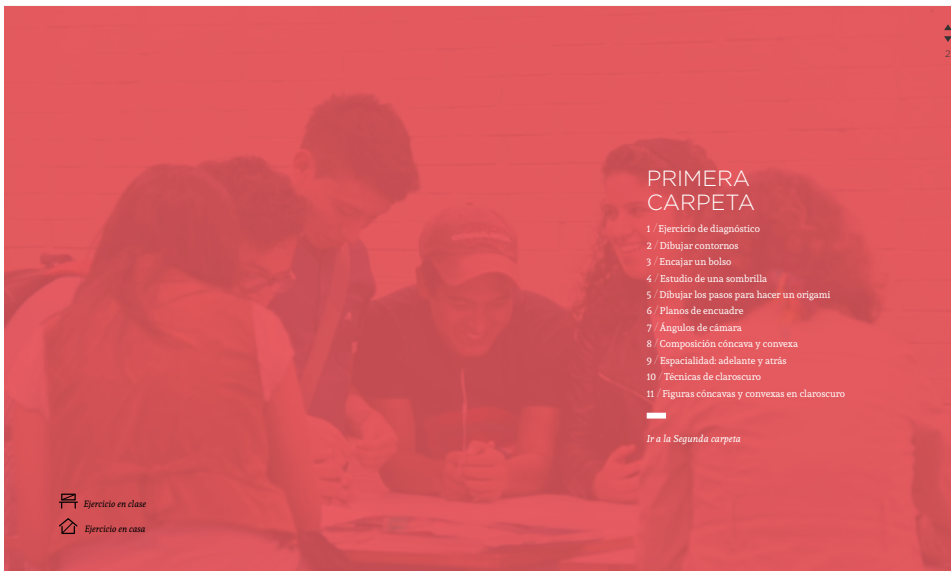 2
PRIMERA
CARPETA
1 / Ejercicio de diagnóstico
2 / Dibujar contornos
3 / Encajar un bolso
4 / Estudio de una sombrilla
5 / Dibujar los pasos para hacer un origami
6 / Planos de encuadre
7 / Ángulos de cámara
8 / Composición cóncava y convexa
9 / Espacialidad: adelante y atrás
10 / Técnicas de claroscuro
11 / Figuras cóncavas y convexas en claroscuro
Ir a la Segunda carpeta
Ejercicio en clase
Ejercicio en casa